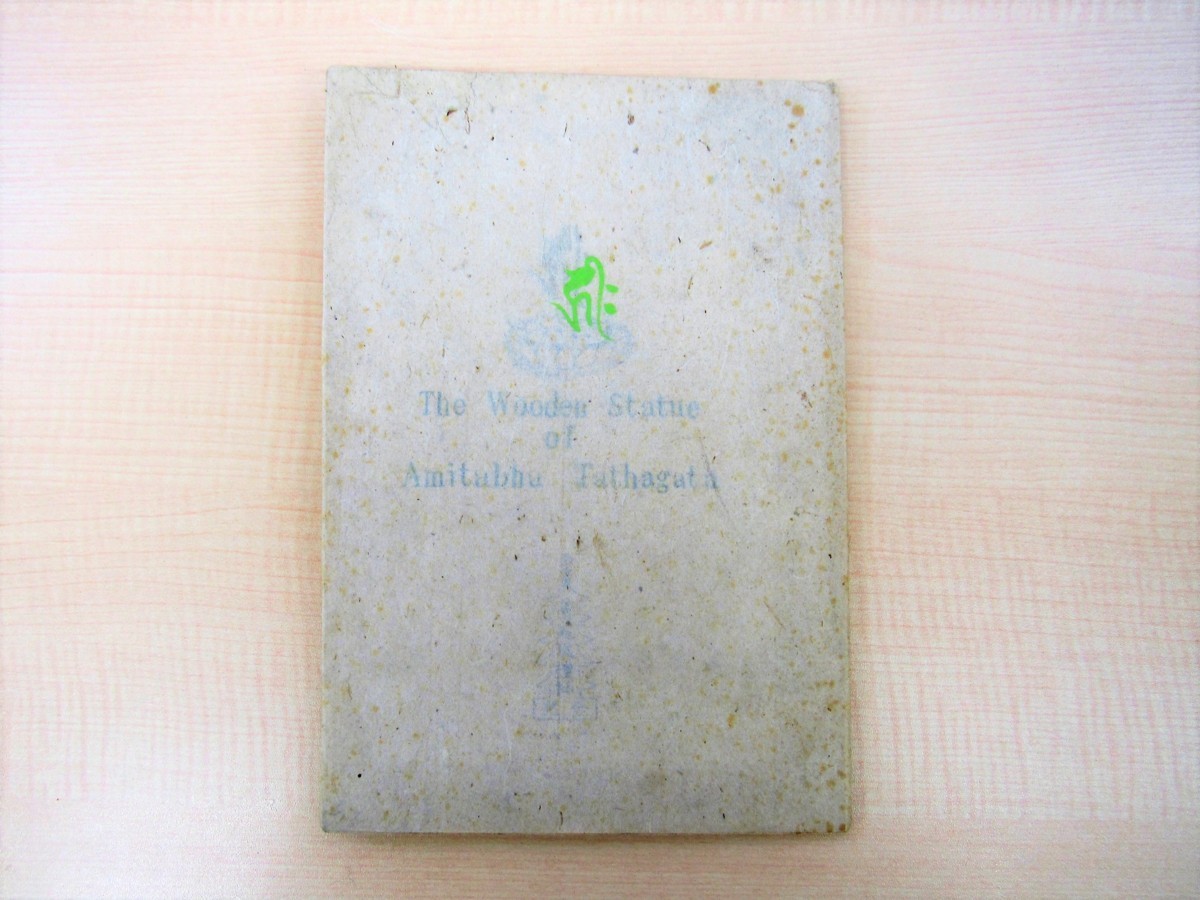 𑖮𑖿𑖨𑖱𑖾
The Wooden Statue
of
Amitabha Tathagata